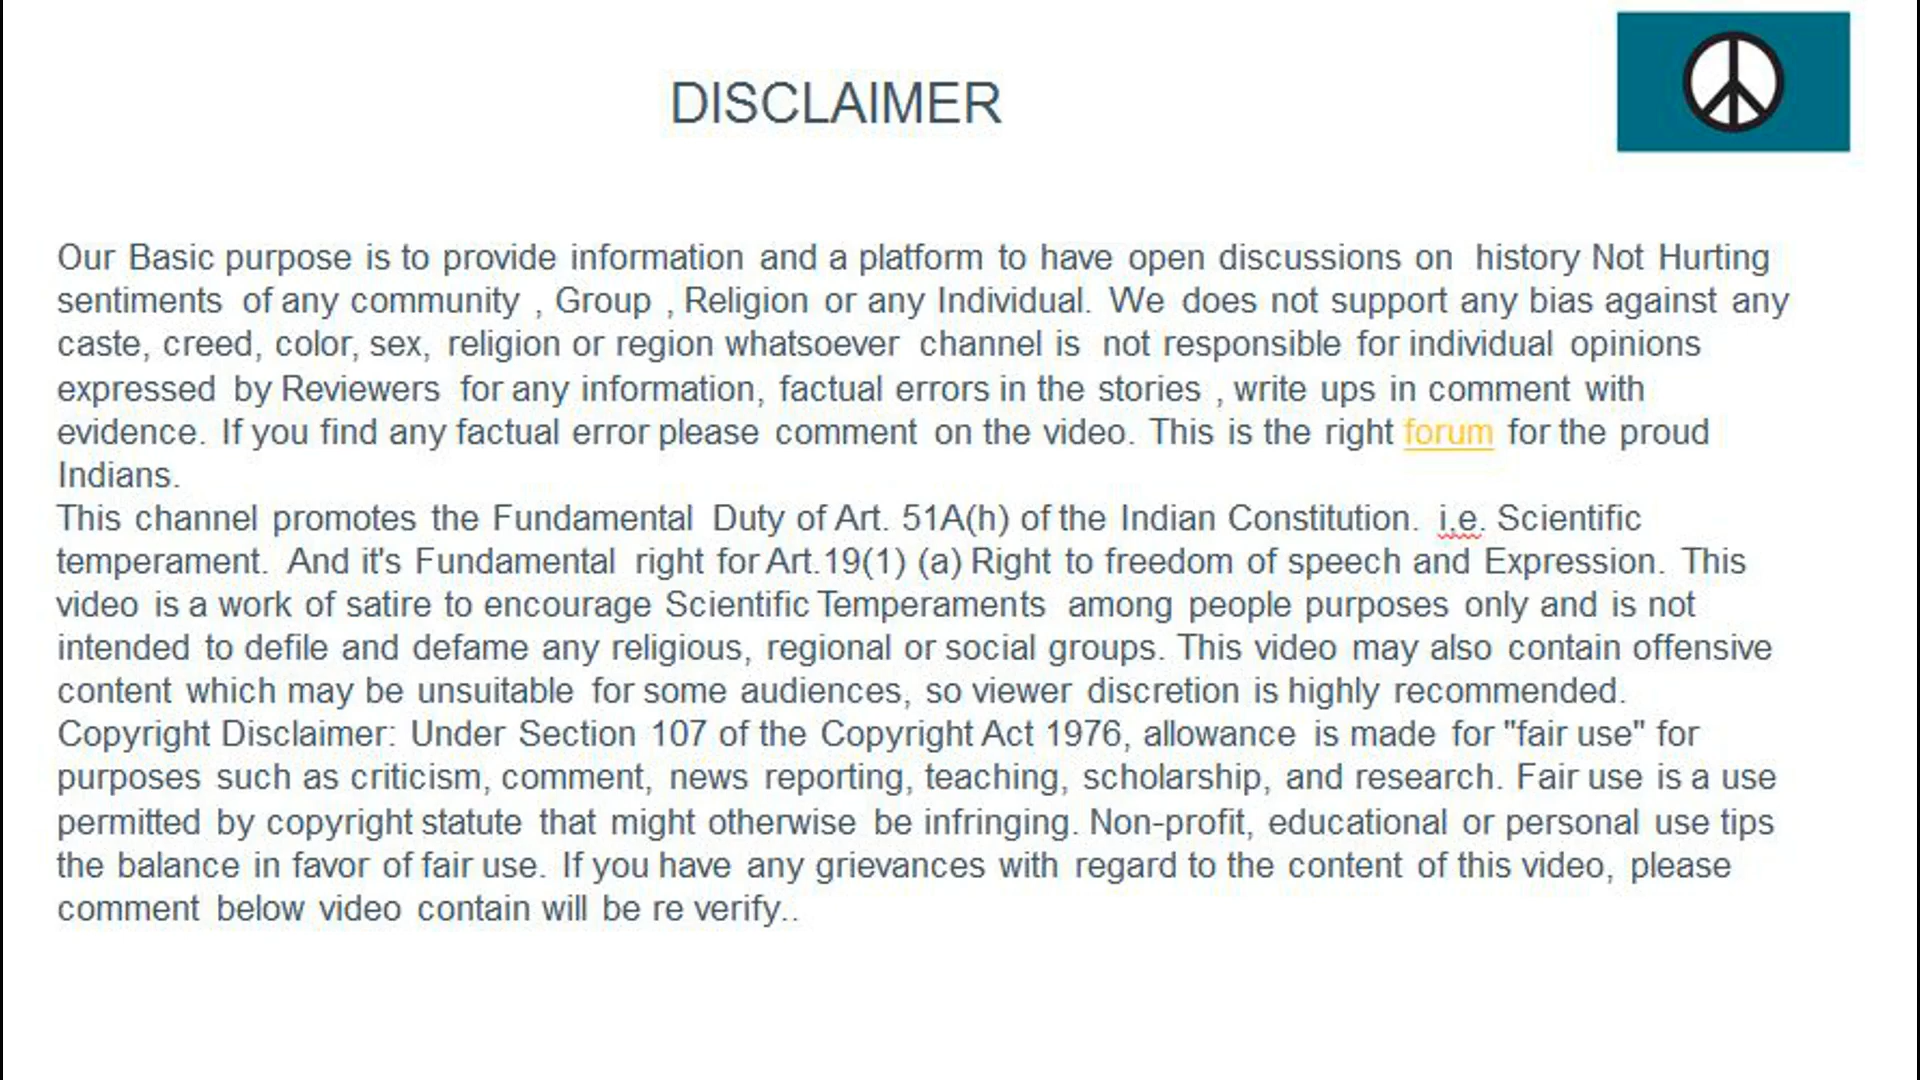 DISCLAIMER
Our Basic purpose is to provide information and a platform to have open discussions on history Not Hurting
sentiments of any community , Group , Religion or any Individual. We does not support any bias against any
caste, creed, color, sex, religion or region whatsoever channel is not responsible for individual opinions
expressed by Reviewers for any information, factual errors in the stories , write ups in comment with
evidence. If you find any factual error please comment on the video. This is the right forum for the proud
Indians.
This channel promotes the Fundamental Duty of Art. 51A(h) of the Indian Constitution. i.e. Scientific
temperament. And it's Fundamental right for Art.19(1) (a) Right to freedom of speech and Expression. This
video is a work of satire to encourage Scientific Temperaments among people purposes only and is not
intended to defile and defame any religious, regional or social groups. This video may also contain offensive
content which may be unsuitable for some audiences, so viewer discretion is highly recommended.
Copyright Disclaimer: Under Section 107 of the Copyright Act 1976, allowance is made for "fair use" for
purposes such as criticism, comment, news reporting, teaching, scholarship, and research. Fair use is a use
permitted by copyright statute that might otherwise be infringing. Non-profit, educational or personal use tips
the balance in favor of fair use. If you have any grievances with regard to the content of this video, please
comment below video contain will be re verify..